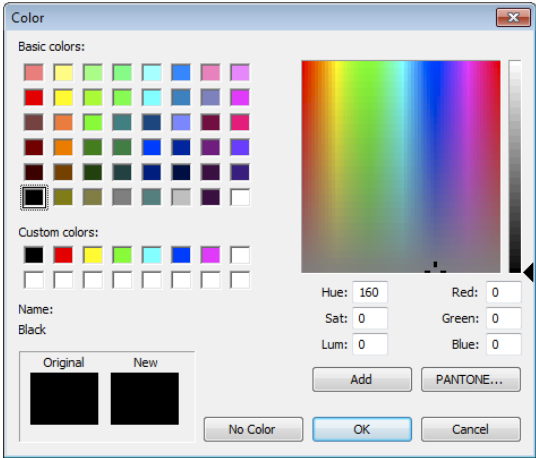 Color
Basic colors:
Custom colors:
Name:
Black
Original New
Hue: 160 Red: 0
Sat: 0 Green: 0
Lum: 0 Blue: 0
Add PANTONE...
No Color OK Cancel